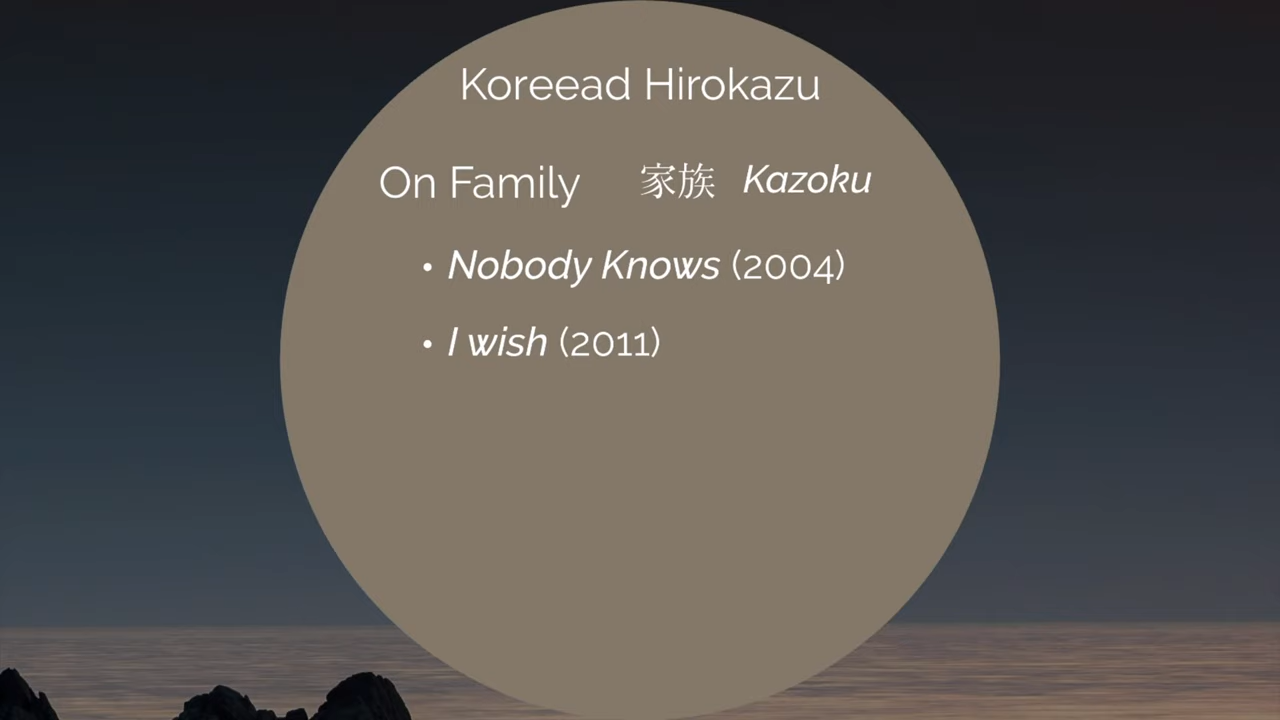 Koreead Hirokazu
On Family 家族 Kazoku
• Nobody Knows (2004)
• I wish (2011)